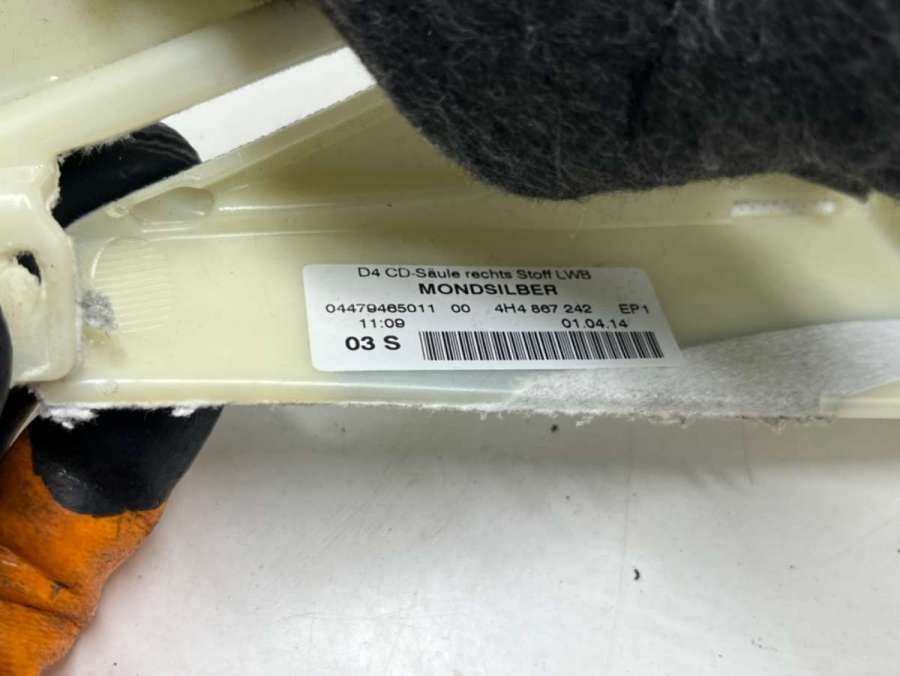 D4 CD-Säule rechts Stoff LWB
MONDSILBER
04479465011 00 4H4 867 242 EP1
11:09 01.04.14
03 S